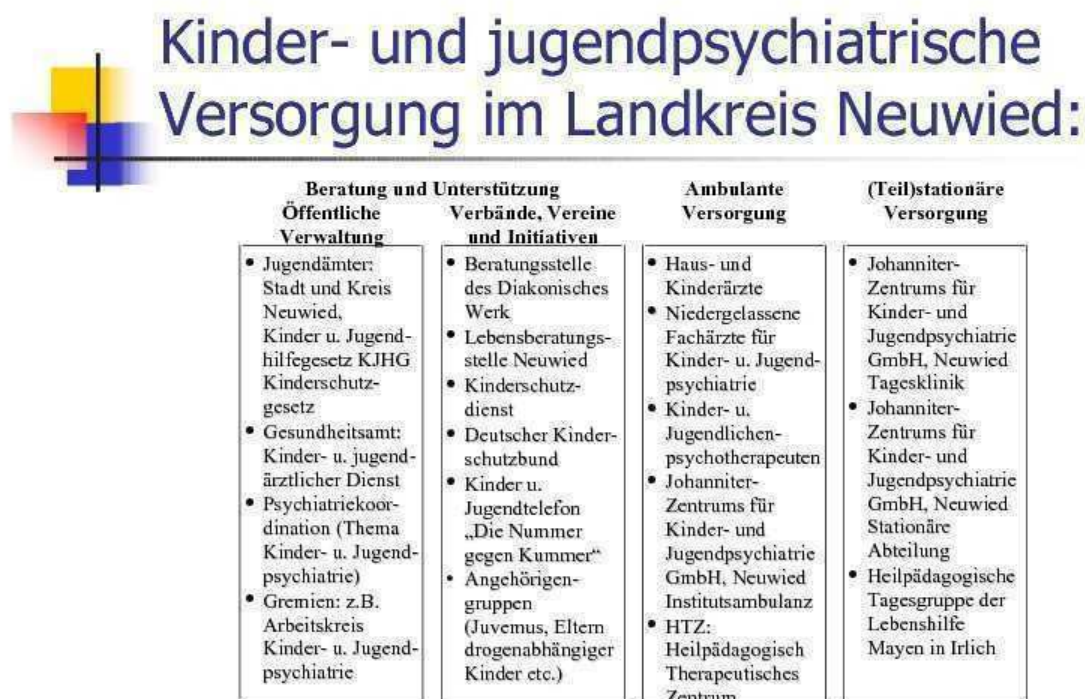 Kinder- und jugendpsychiatrische
Versorgung im Landkreis Neuwied:
Beratung und Unterstützung
Öffentliche
Verwaltung
Verbände, Vereine
und Initiativen
Ambulante
Versorgung
(Teil)stationäre
Versorgung
• Jugendämter:
Stadt und Kreis
Neuwied,
Kinder u. Jugend-
hilfegesetz KJHG
Kinderschutz-
gesetz
• Gesundheitsamt:
Kinder- u. jugend-
ärztlicher Dienst
• Psychiatriekoor-
dination (Thema
Kinder- u. Jugend-
psychiatrie)
• Gremien: z.B.
Arbeitskreis
Kinder- u. Jugend-
psychiatrie
• Beratungsstelle
des Diakonisches
Werk
• Lebensberatungs-
stelle Neuwied
• Kinderschutz-
dienst
• Deutscher Kinder-
schutzbund
• Kinder u.
Jugendtelefon
„Die Nummer
gegen Kummer“
• Angehörigen-
gruppen
(Juvemus, Eltern
drogenabhängiger
Kinder etc.)
• Haus- und
Kinderärzte
• Niedergelassene
Fachärzte für
Kinder- u. Jugend-
psychiatrie
• Kinder- u.
Jugendlichen-
psychotherapeuten
• Johanniter-
Zentrums für
Kinder- und
Jugendpsychiatrie
GmbH, Neuwied
Institutsambulanz
• HTZ:
Heilpädagogisch
Therapeutisches
Zentrum
• Johanniter-
Zentrums für
Kinder- und
Jugendpsychiatrie
GmbH, Neuwied
Tagesklinik
• Johanniter-
Zentrums für
Kinder- und
Jugendpsychiatrie
GmbH, Neuwied
Stationäre
Abteilung
• Heilpädagogische
Tagesgruppe der
Lebenshilfe
Mayen in Irlich